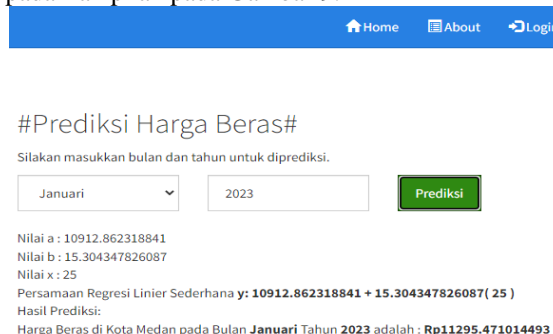 Home About Login
#Prediksi Harga Beras#
Silakan masukkan bulan dan tahun untuk diprediksi.
Januari 2023 Prediksi
Nilai a : 10912.862318841
Nilai b : 15.304347826087
Nilai x : 25
Persamaan Regresi Linier Sederhana y: 10912.862318841 + 15.304347826087( 25 )
Hasil Prediksi:
Harga Beras di Kota Medan pada Bulan Januari Tahun 2023 adalah : Rp11295.471014493